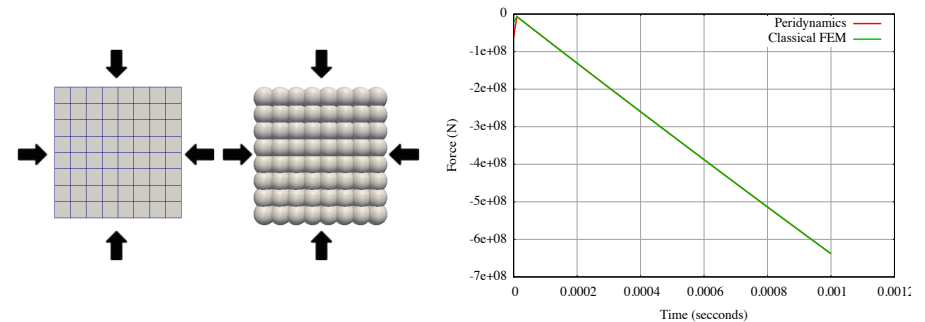 0
-1e+08
-2e+08
-3e+08
-4e+08
-5e+08
-6e+08
-7e+08
Force (N)
Peridynamics
Classical FEM
0 0.0002 0.0004 0.0006 0.0008 0.001 0.0012
Time (secconds)